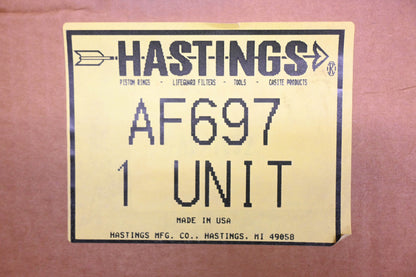 HASTINGS
PISTON RINGS - LIFEGUARD FILTERS - TOOLS - CASITE PRODUCTS
AF697
1 UNIT
MADE IN USA
HASTINGS MFG. CO., HASTINGS, MI 49058